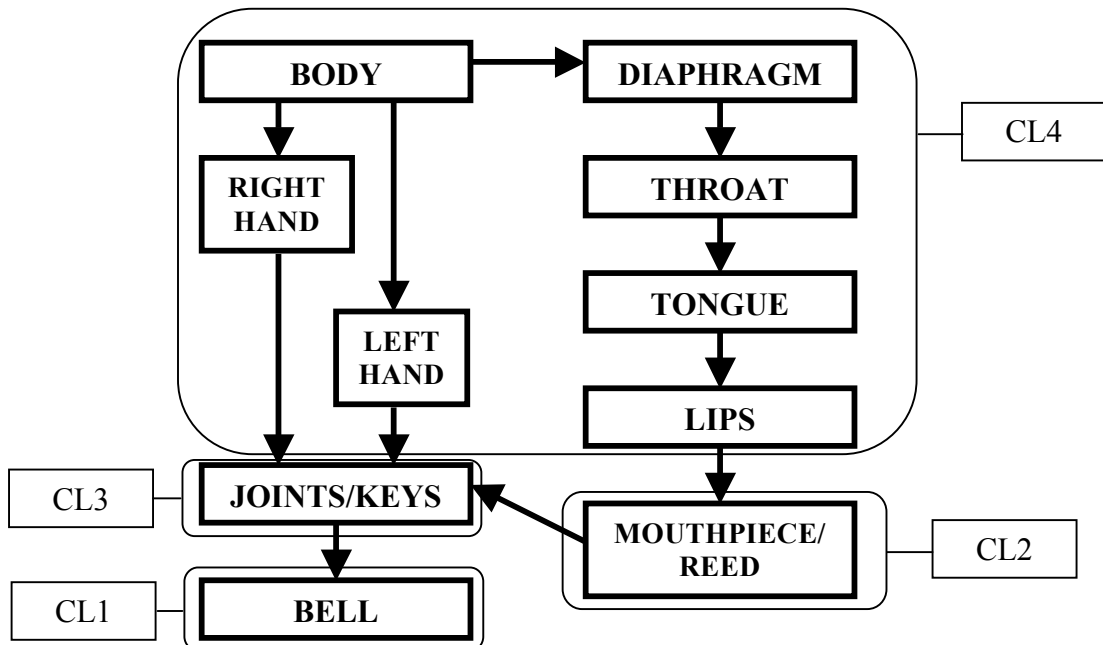 BODY
DIAPHRAGM
CL4
RIGHT
HAND
THROAT
TONGUE
LEFT
HAND
LIPS
CL3
JOINTS/KEYS
MOUTHPIECE/
REED
CL2
CL1
BELL